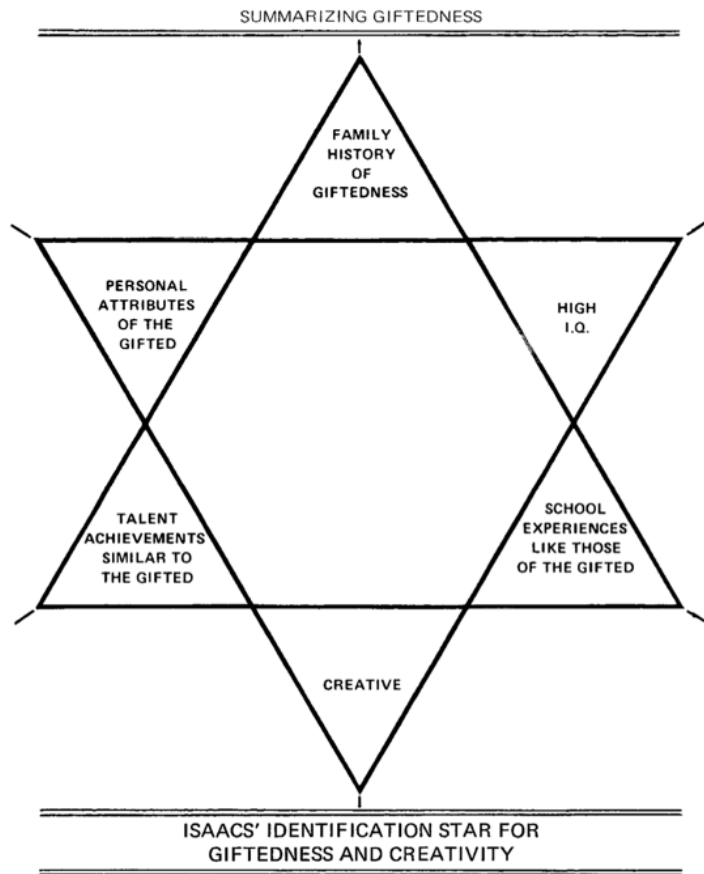 SUMMARIZING GIFTEDNESS
FAMILY
HISTORY
OF
GIFTEDNESS
PERSONAL
ATTRIBUTES
OF THE
GIFTED
HIGH
I.Q.
TALENT
ACHIEVEMENTS
SIMILAR TO
THE GIFTED
SCHOOL
EXPERIENCES
LIKE THOSE
OF THE GIFTED
CREATIVE
ISAACS' IDENTIFICATION STAR FOR
GIFTEDNESS AND CREATIVITY